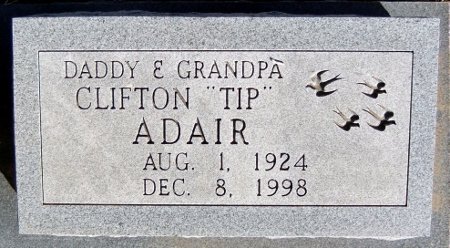 DADDY & GRANDPA
CLIFTON "TIP"
ADAIR
AUG. 1, 1924
DEC. 8, 1998